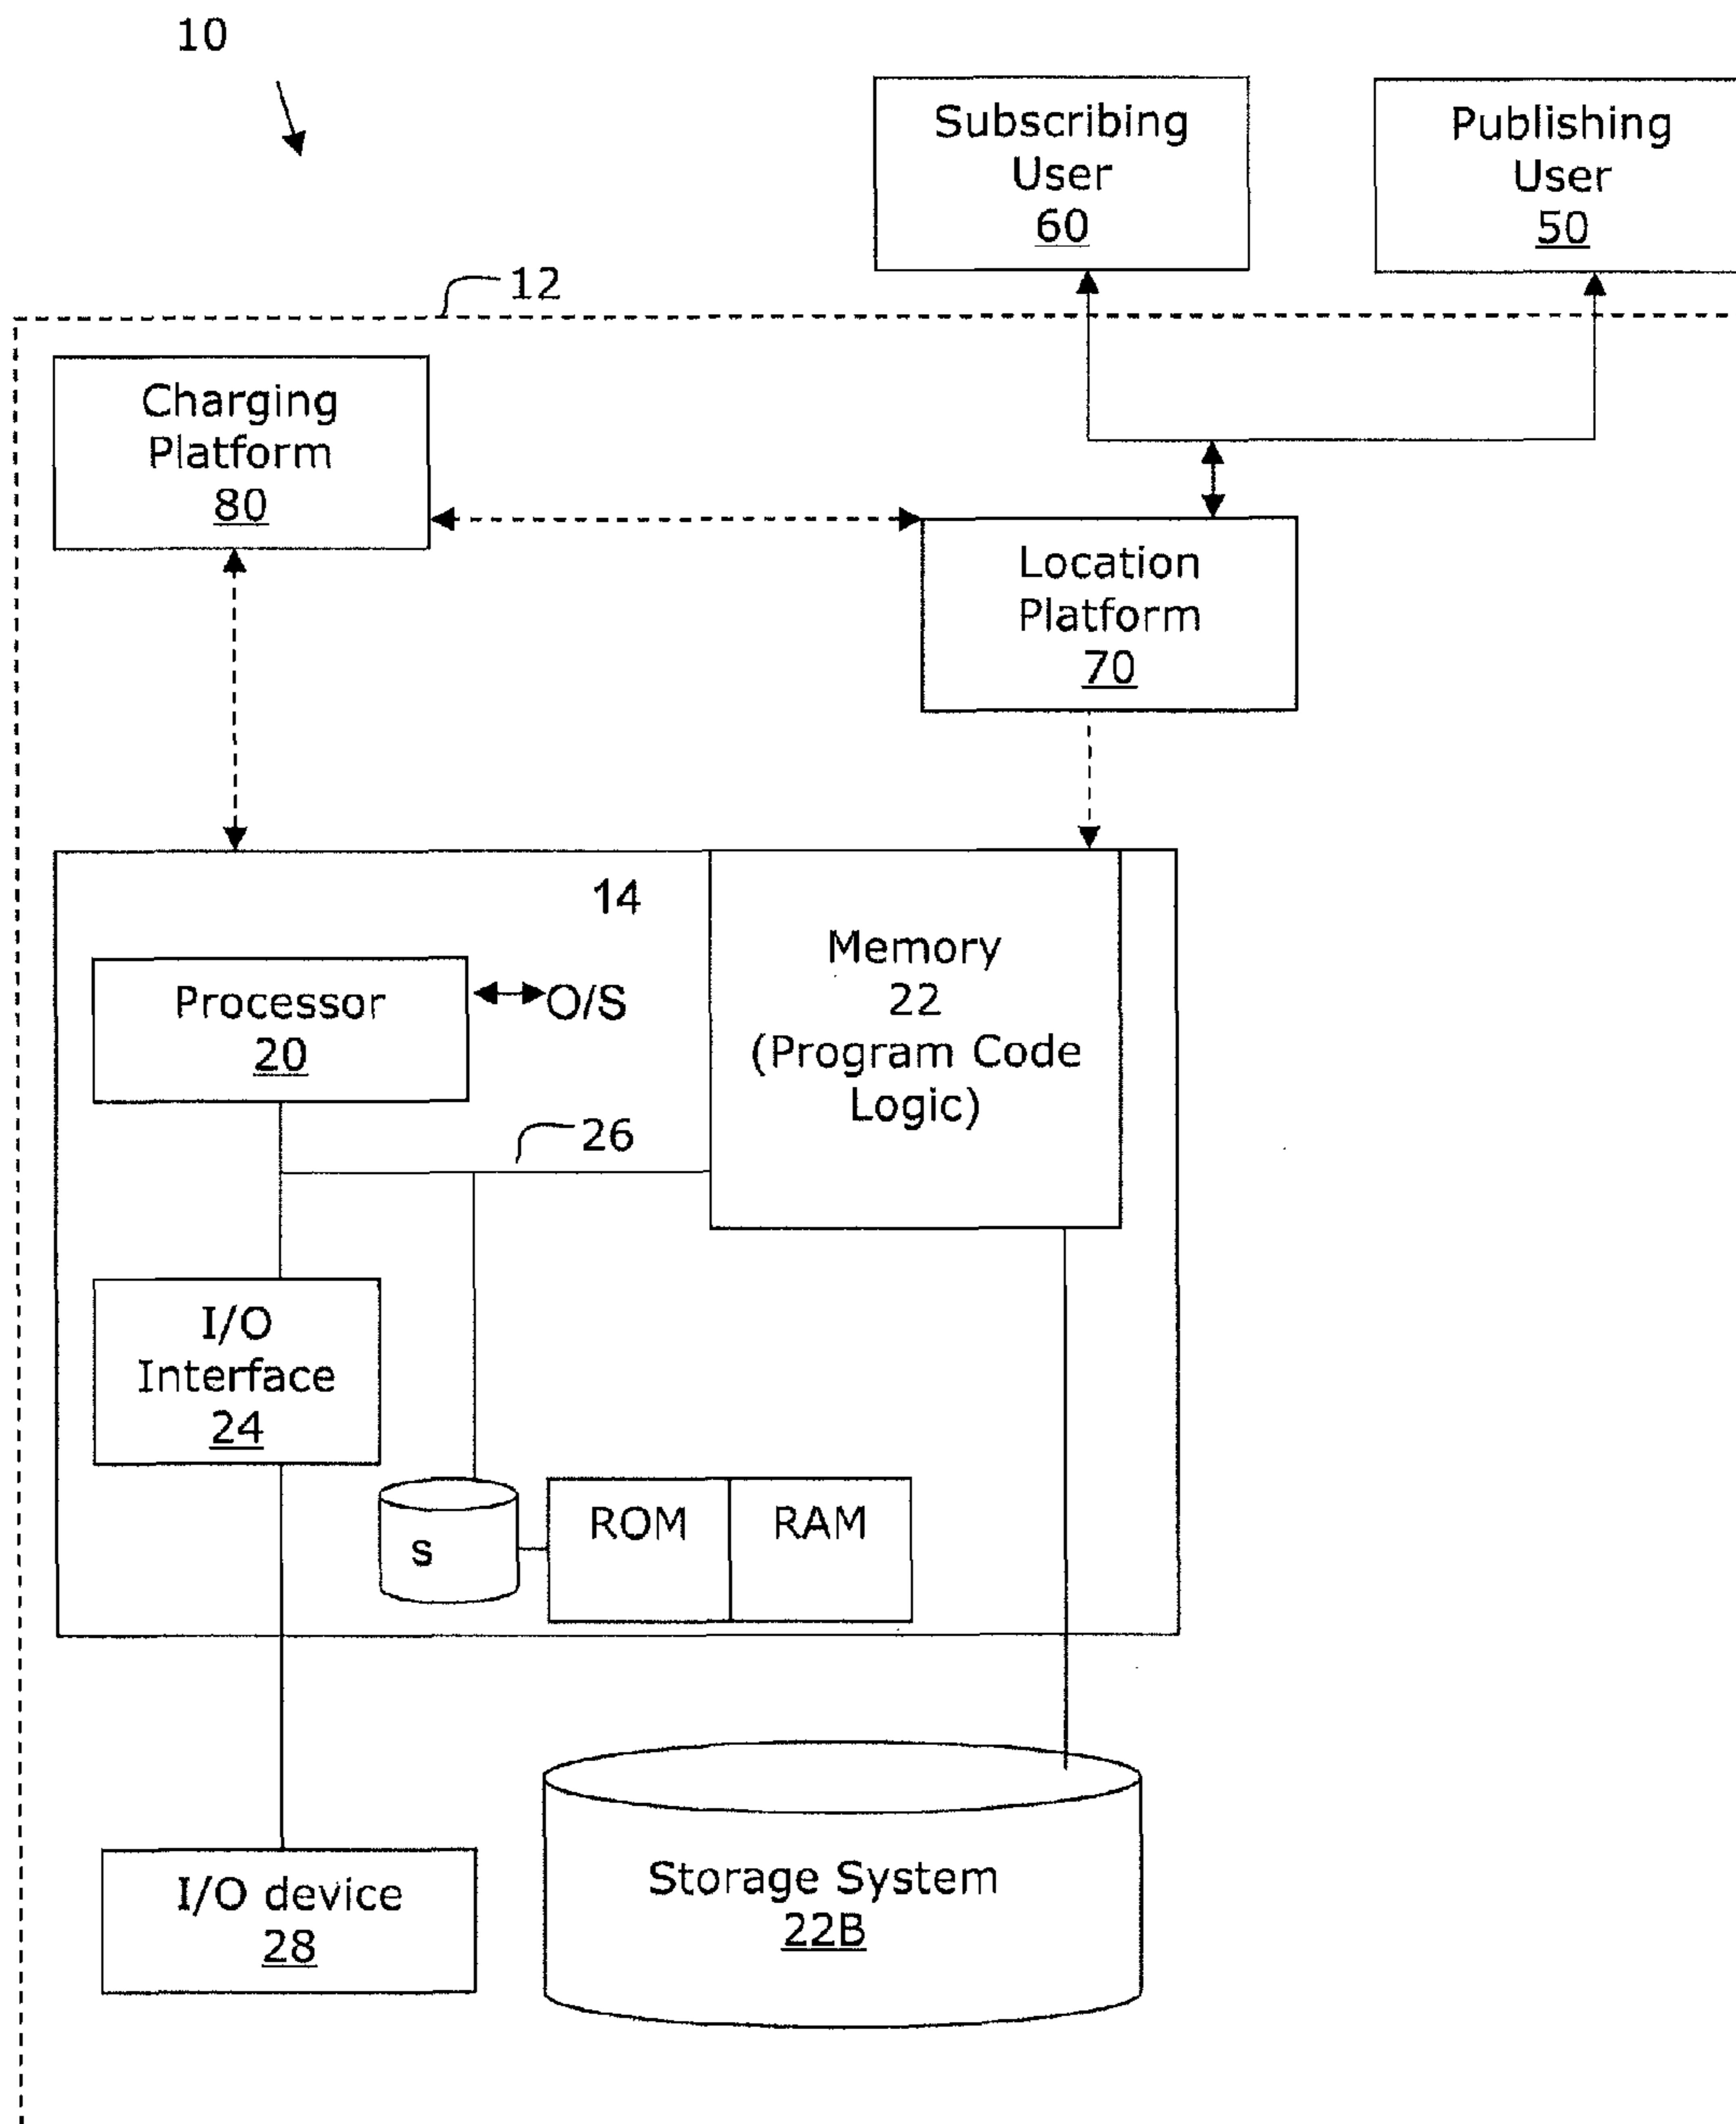 10
Subscribing
User
60
Publishing
User
50
12
Charging
Platform
80
Location
Platform
70
14
Memory
22
(Program Code
Logic)
Processor
20
O/S
26
I/O
Interface
24
S
ROM
RAM
I/O device
28
Storage System
22B